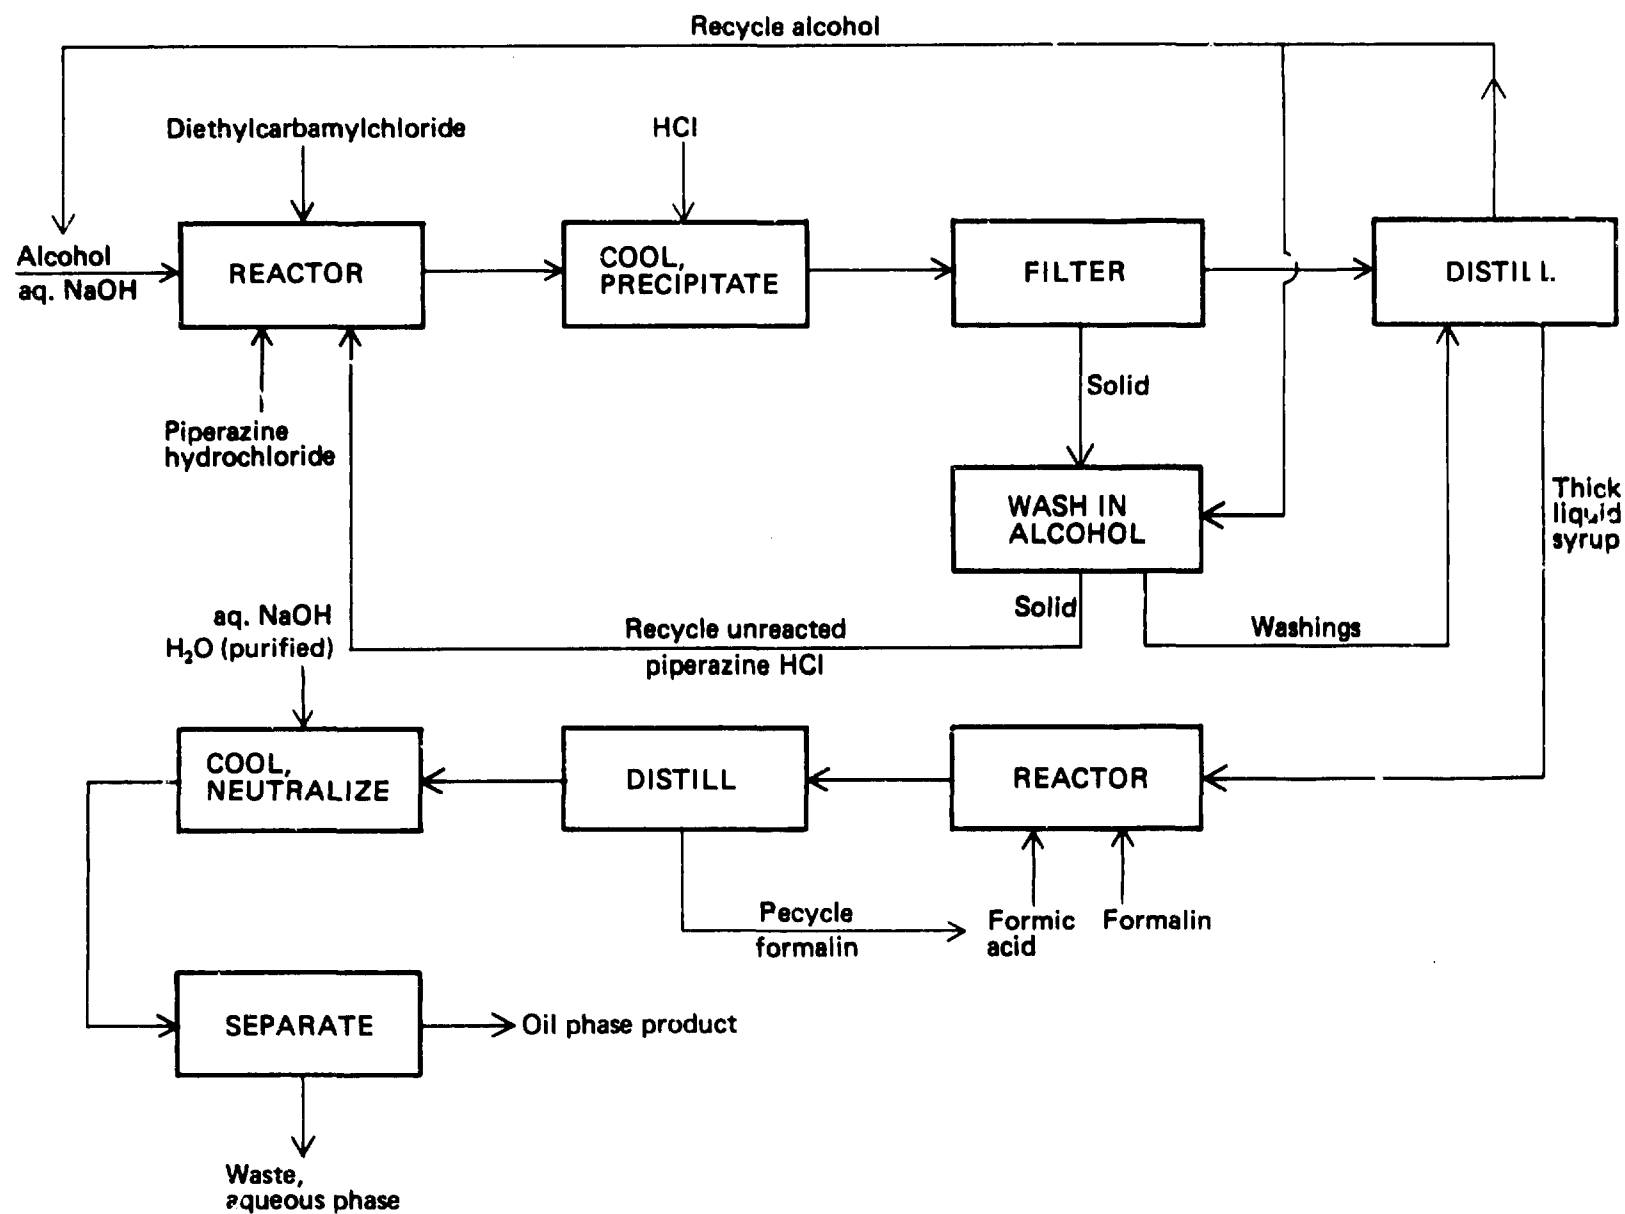 Recycle alcohol
Diethylcarbamylchloride
HCl
Alcohol
aq. NaOH
REACTOR
COOL,
PRECIPITATE
FILTER
DISTILL
Solid
Piperazine
hydrochloride
WASH IN
ALCOHOL
Thick
liquid
syrup
Solid
aq. NaOH
H₂O (purified)
Recycle unreacted
piperazine HCl
Washings
COOL,
NEUTRALIZE
DISTILL
REACTOR
Pecycle
formalin
Formic
acid
Formalin
SEPARATE
Oil phase product
Waste,
aqueous phase